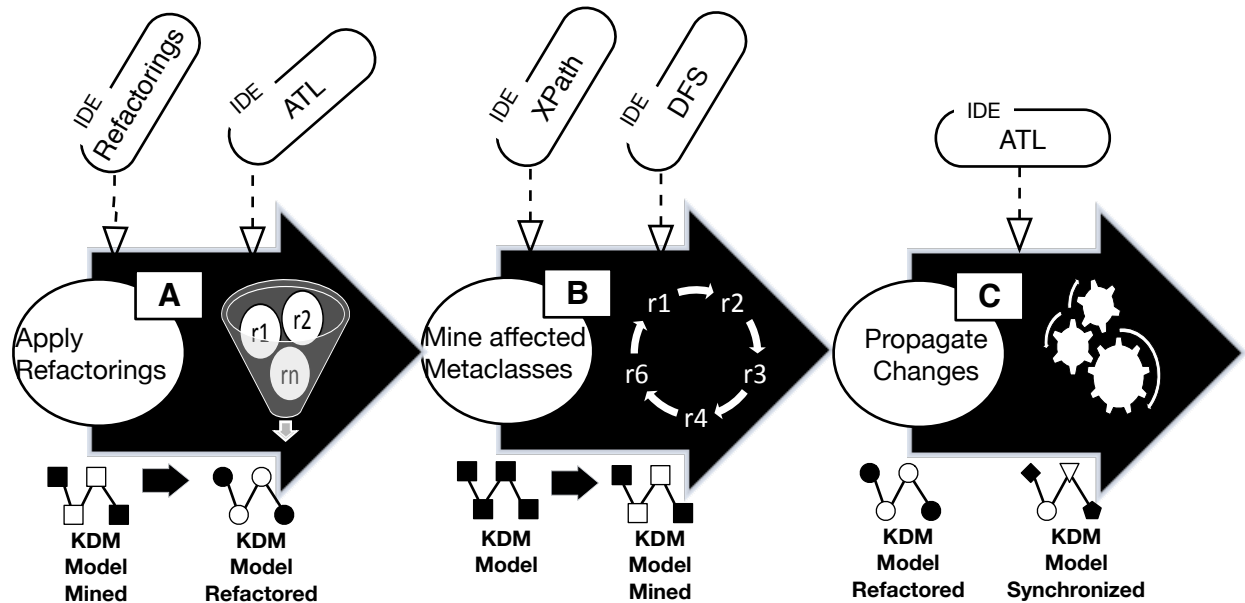 IDE
Refactorings
IDE
ATL
A
Apply
Refactorings
r1
r2
rn
KDM
Model
Mined
KDM
Model
Refactored
IDE
XPath
IDE
DFS
B
Mine affected
Metaclasses
r1
r2
r3
r4
r6
KDM
Model
KDM
Model
Mined
IDE
ATL
C
Propagate
Changes
KDM
Model
Refactored
KDM
Model
Synchronized